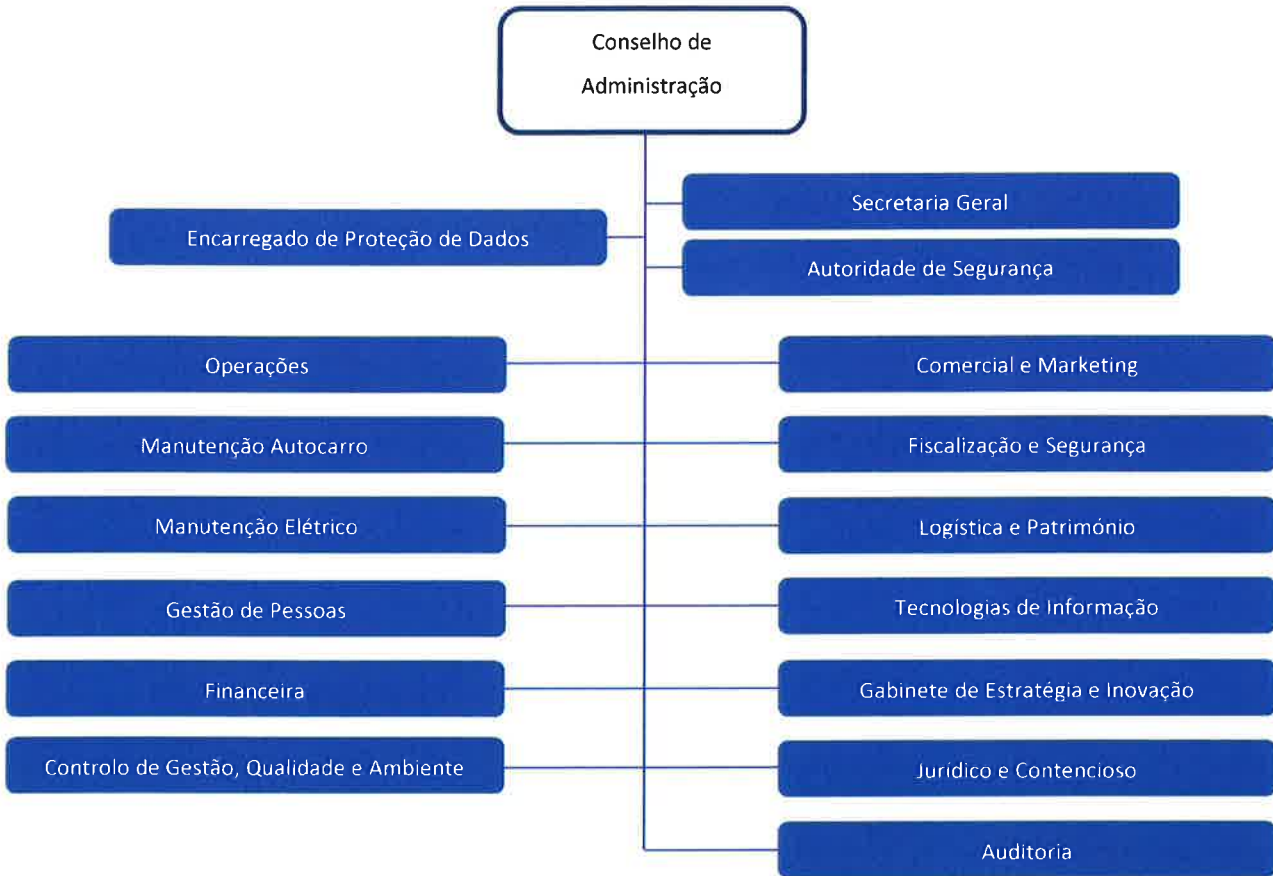 Conselho de
Administração
Secretaria Geral
Encarregado de Proteção de Dados
Autoridade de Segurança
Operações
Comercial e Marketing
Manutenção Autocarro
Fiscalização e Segurança
Manutenção Elétrico
Logística e Património
Gestão de Pessoas
Tecnologias de Informação
Financeira
Gabinete de Estratégia e Inovação
Controlo de Gestão, Qualidade e Ambiente
Jurídico e Contencioso
Auditoria